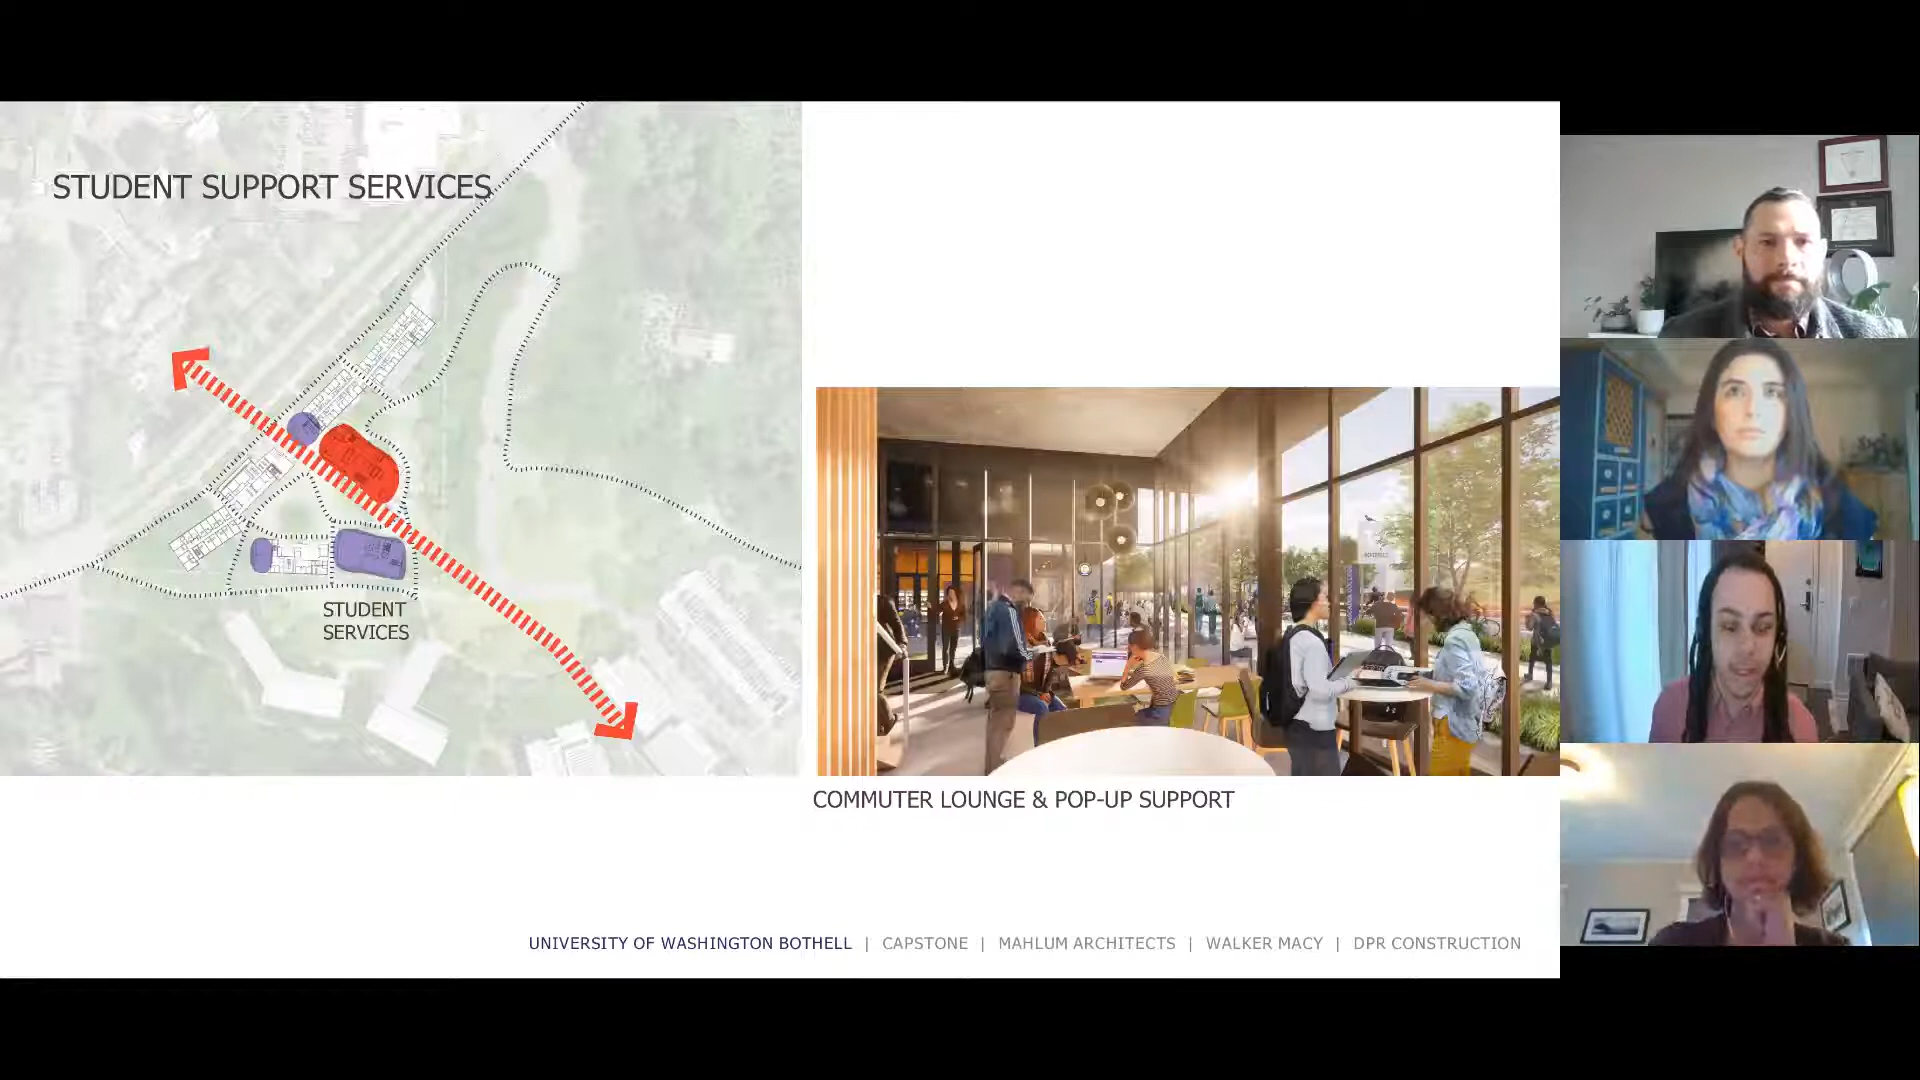 STUDENT SUPPORT SERVICES
STUDENT
SERVICES
COMMUTER LOUNGE & POP-UP SUPPORT
UNIVERSITY OF WASHINGTON BOTHELL | CAPSTONE | MAHLUM ARCHITECTS | WALKER MACY | DPR CONSTRUCTION